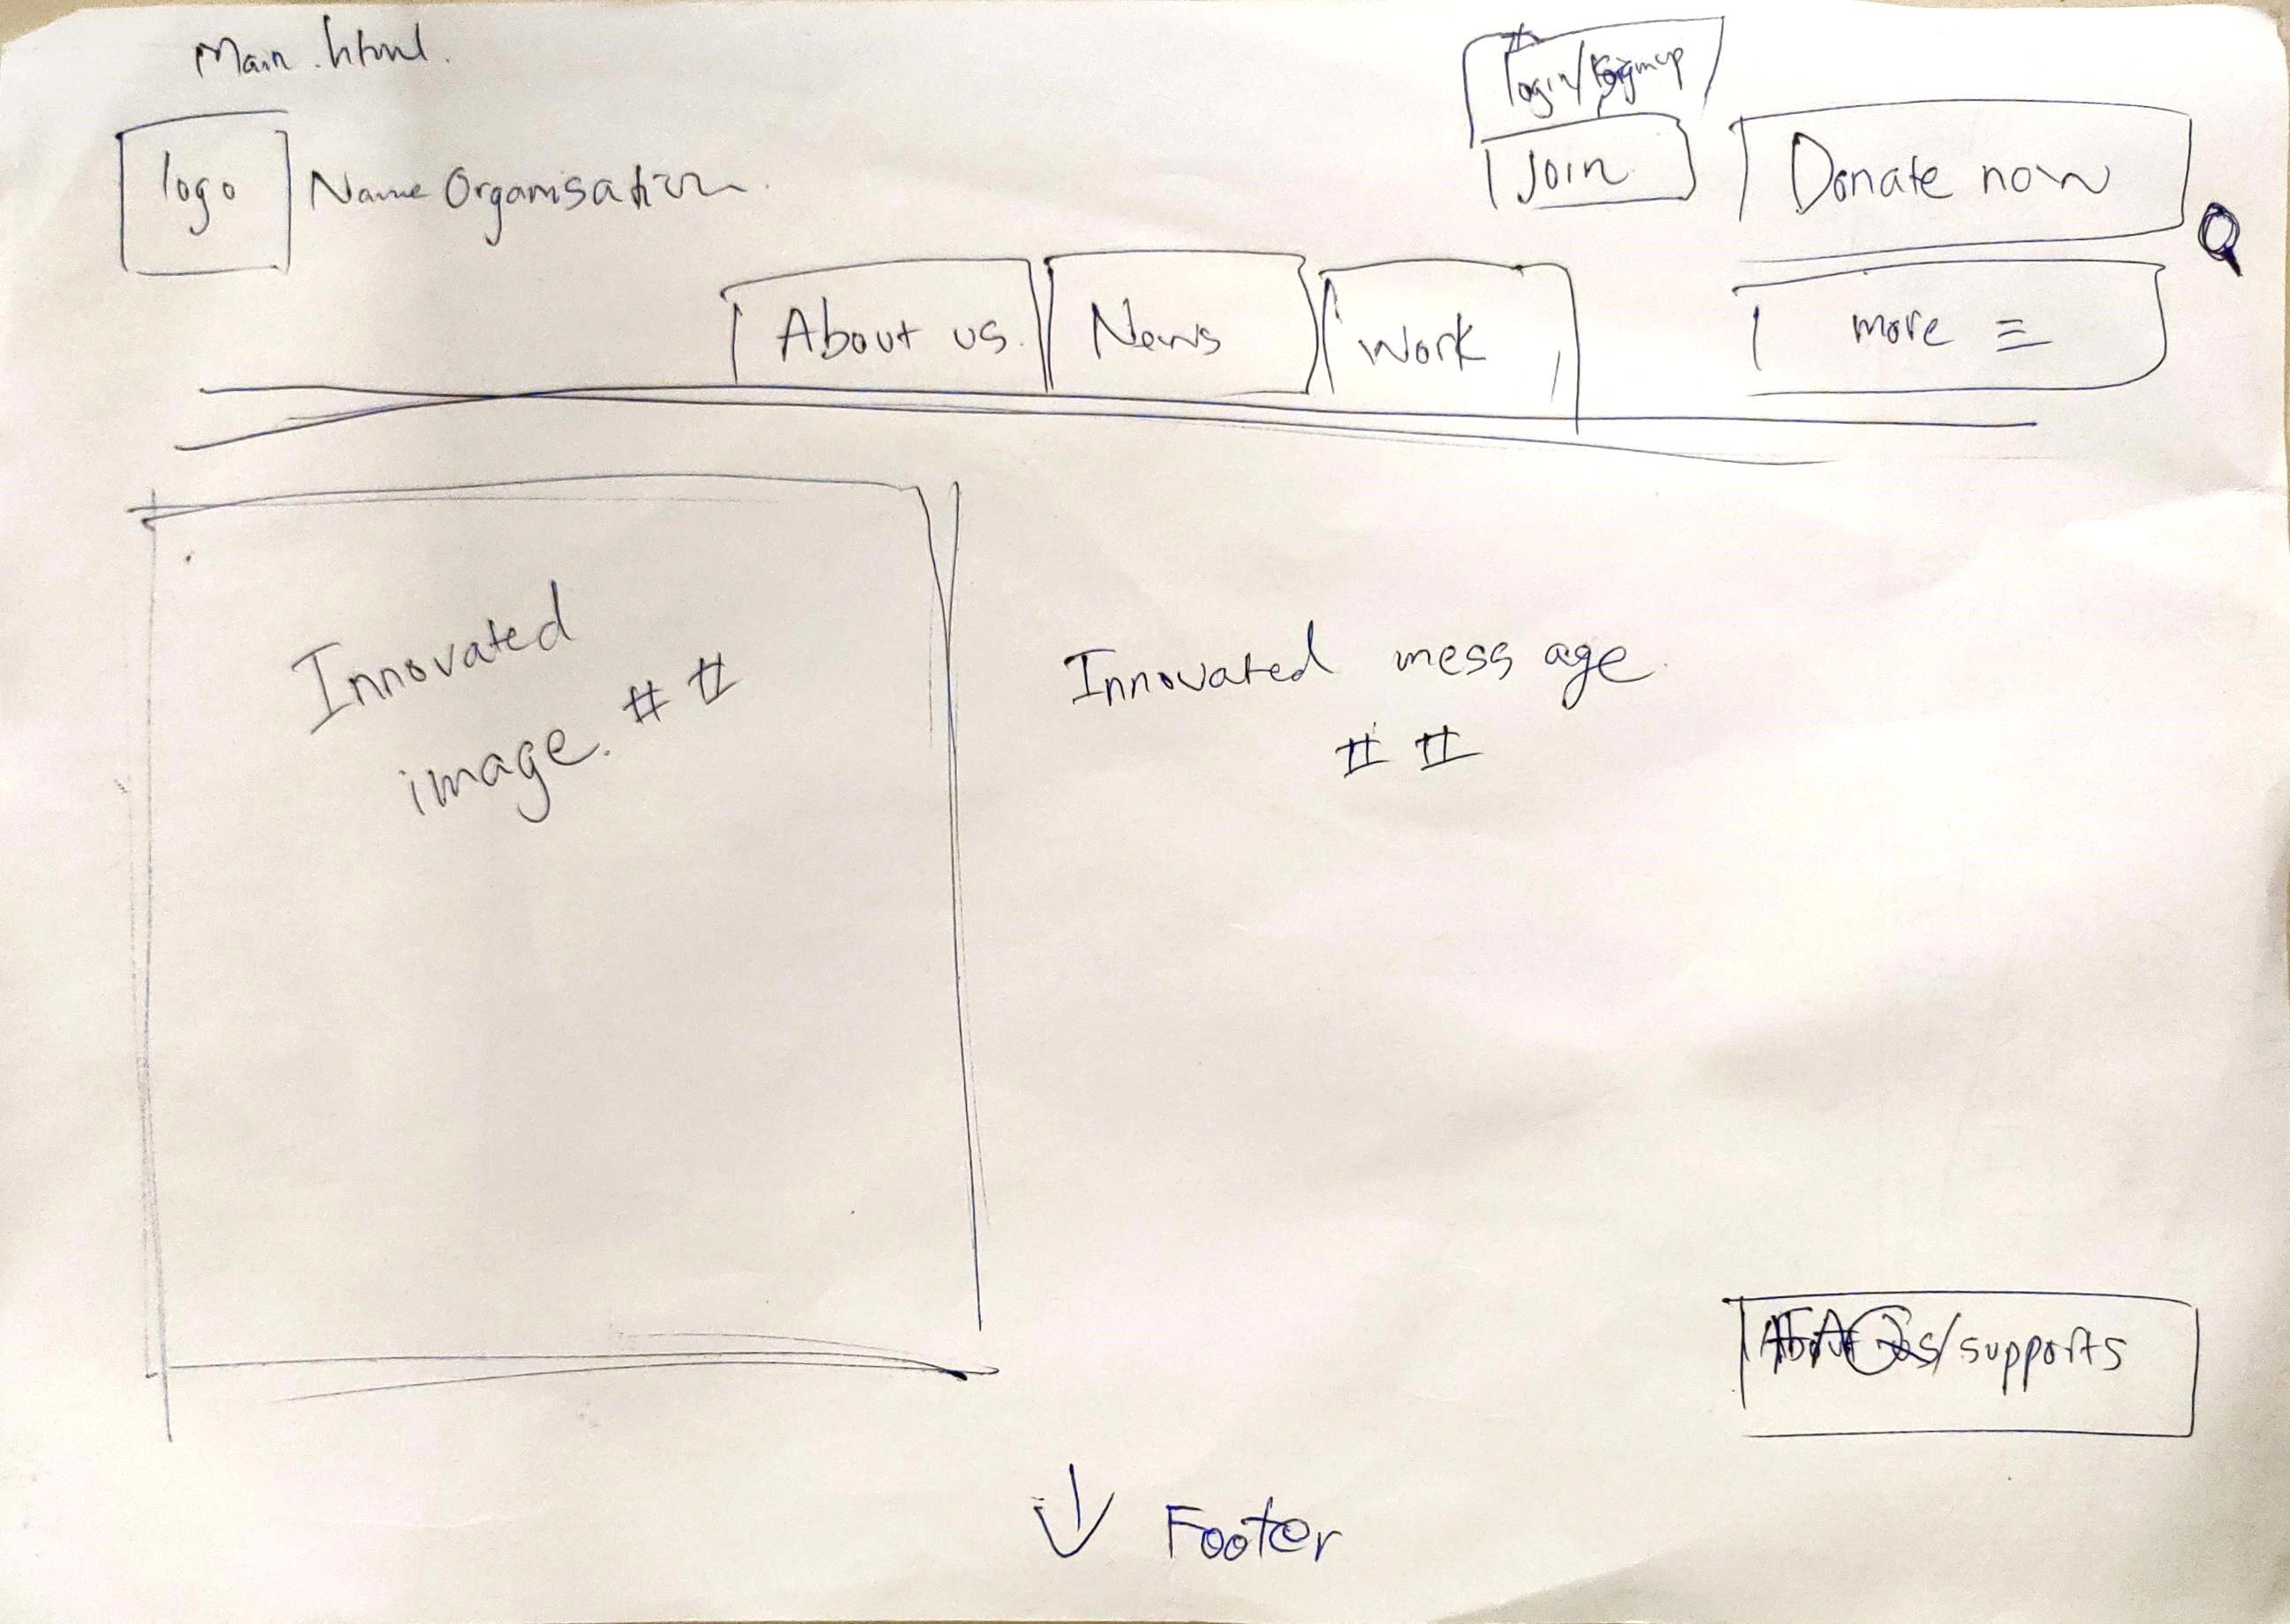 Main.html.
login/signup
logo
Name Organisation.
Join
Donate now
About us.
News
Work
more ≡
Innovated
image. # #
Innovated message.
# #
FAQs/supports
↓ Footer